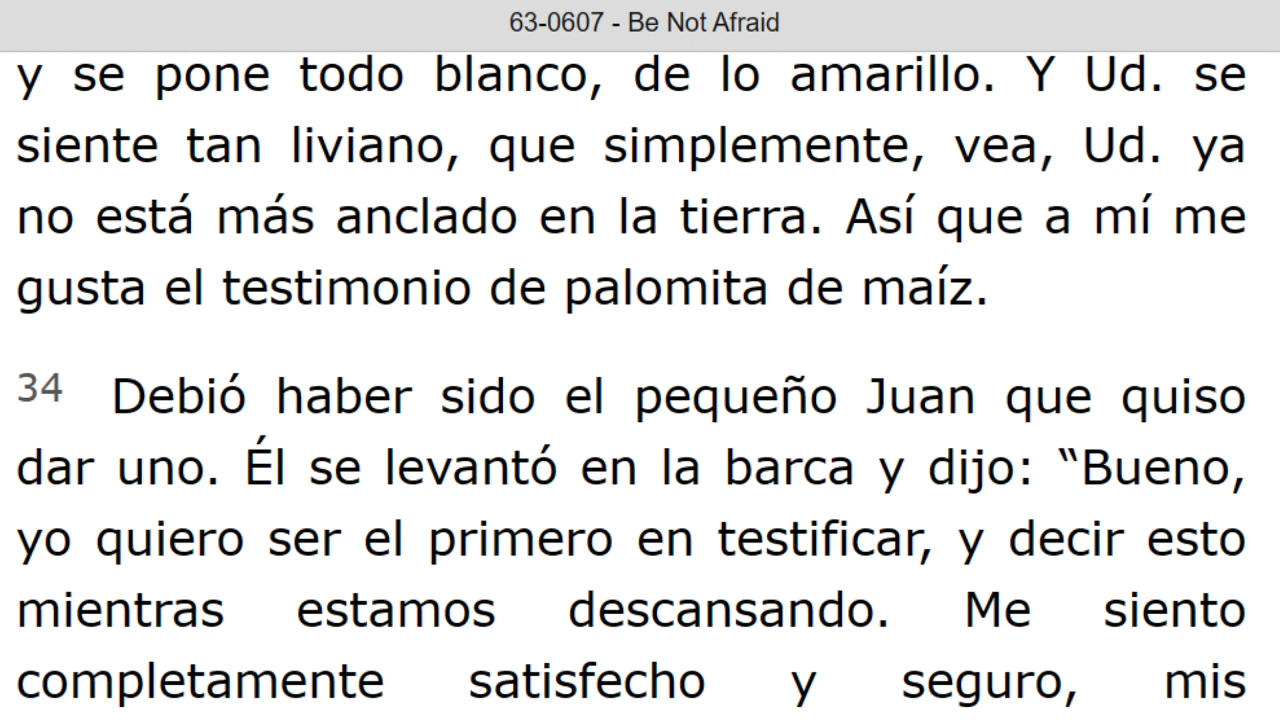 63-0607 - Be Not Afraid
y se pone todo blanco, de lo amarillo. Y Ud. se
siente tan liviano, que simplemente, vea, Ud. ya
no está más anclado en la tierra. Así que a mí me
gusta el testimonio de palomita de maíz.
34 Debió haber sido el pequeño Juan que quiso
dar uno. Él se levantó en la barca y dijo: “Bueno,
yo quiero ser el primero en testificar, y decir esto
mientras estamos descansando. Me siento
completamente satisfecho y seguro, mis